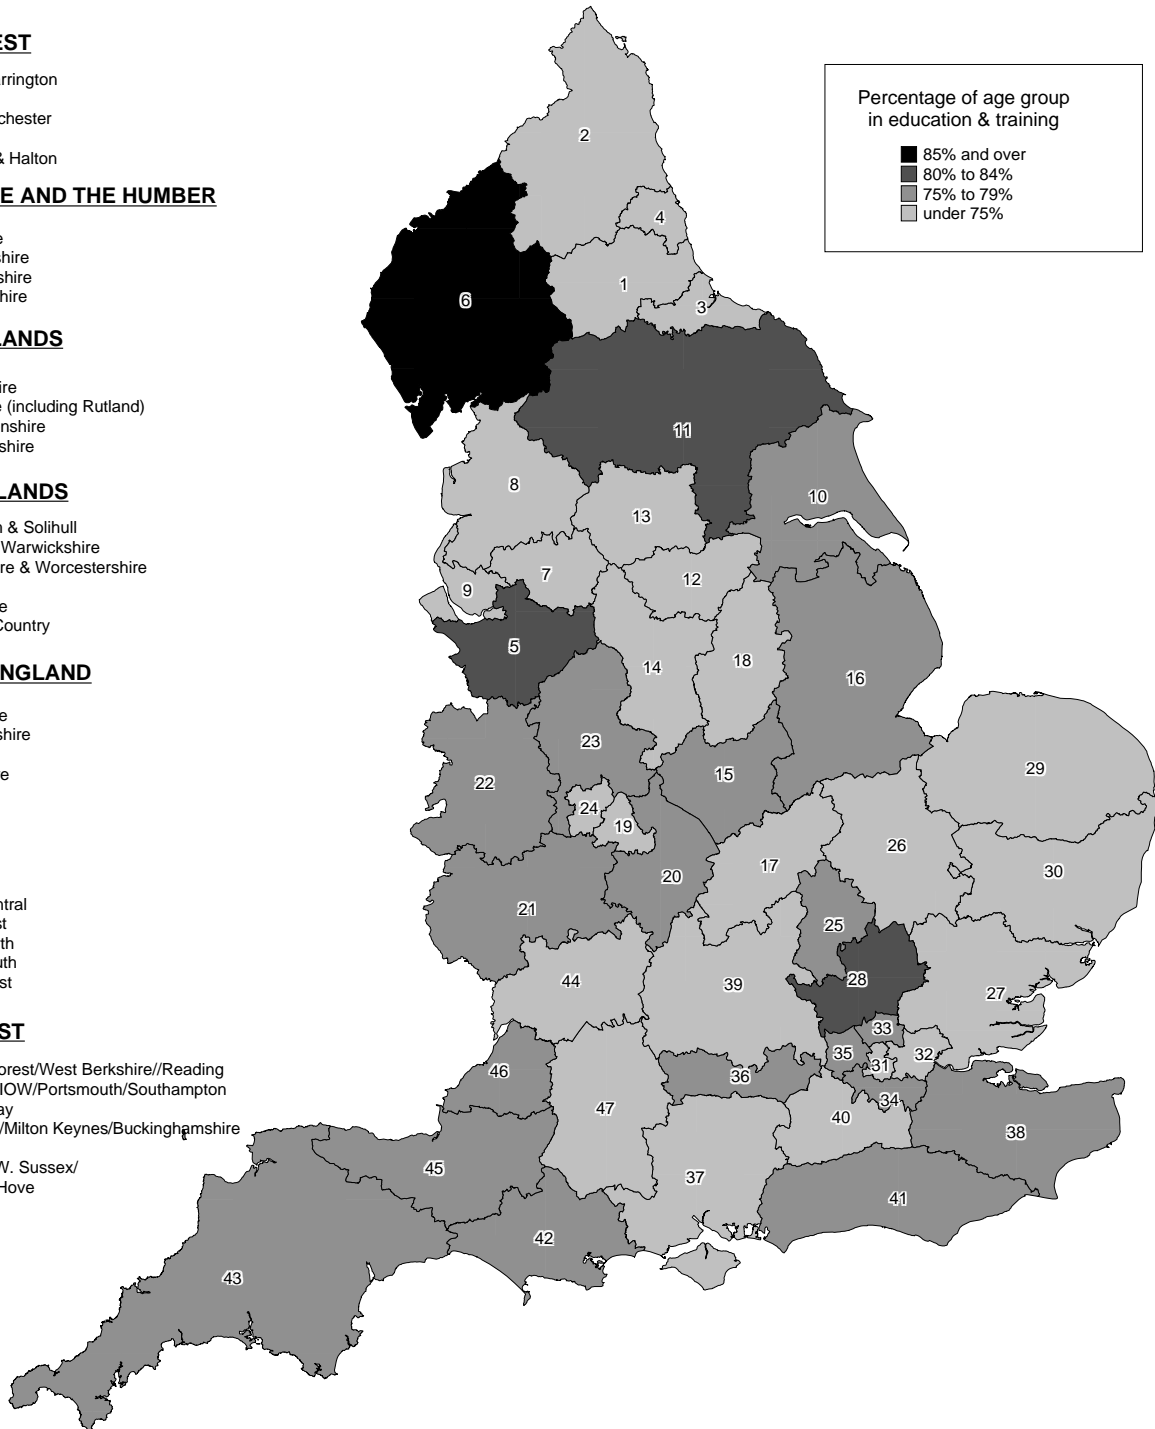 EST
rrington
chester
& Halton
E AND THE HUMBER
e
shire
shire
hire
LANDS
ire
e (including Rutland)
onshire
shire
LANDS
n & Solihull
Warwickshire
ire & Worcestershire
e
Country
NGLAND
e
shire
re
ntral
st
th
uth
st
ST
orest/West Berkshire//Reading
IOW/Portsmouth/Southampton
ay
/Milton Keynes/Buckinghamshire
W. Sussex/
Hove
Percentage of age group
in education & training
85% and over
80% to 84%
75% to 79%
under 75%
2
4
1
6
3
11
8
10
13
7
12
9
5
18
14
16
23
15
29
22
24
19
26
17
30
20
21
25
44
28
39
27
33
35
32
31
46
36
34
47
40
38
45
37
41
42
43